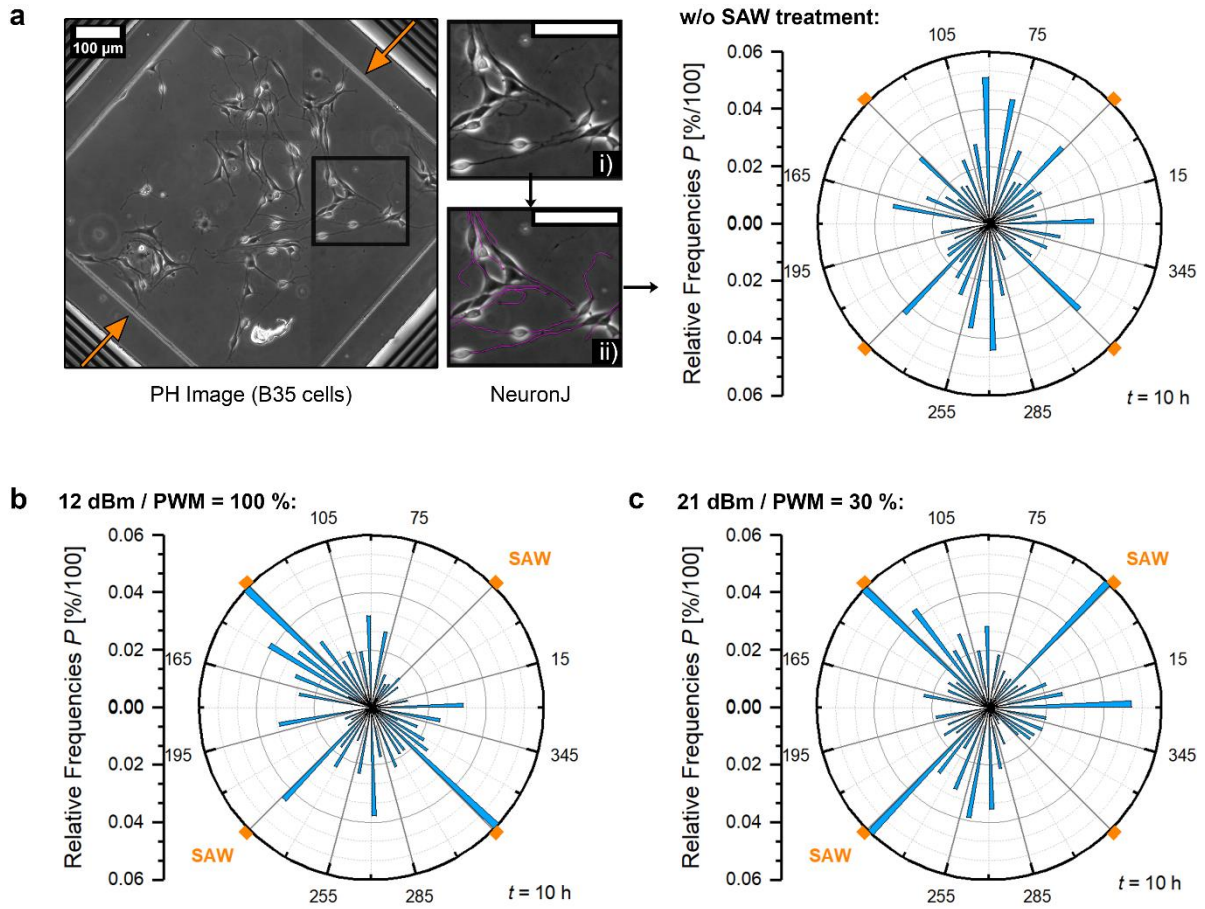 a
100 µm
i)
ii)
PH Image (B35 cells)
NeuronJ
w/o SAW treatment:
Relative Frequencies P [%/100]
0.06
0.04
0.02
0.00
0.02
0.04
0.06
105
75
165
15
195
345
255
285
t = 10 h
b
12 dBm / PWM = 100 %:
Relative Frequencies P [%/100]
0.06
0.04
0.02
0.00
0.02
0.04
0.06
105
75
SAW
165
15
195
345
SAW
255
285
t = 10 h
c
21 dBm / PWM = 30 %:
Relative Frequencies P [%/100]
0.06
0.04
0.02
0.00
0.02
0.04
0.06
105
75
SAW
165
15
195
345
SAW
255
285
t = 10 h